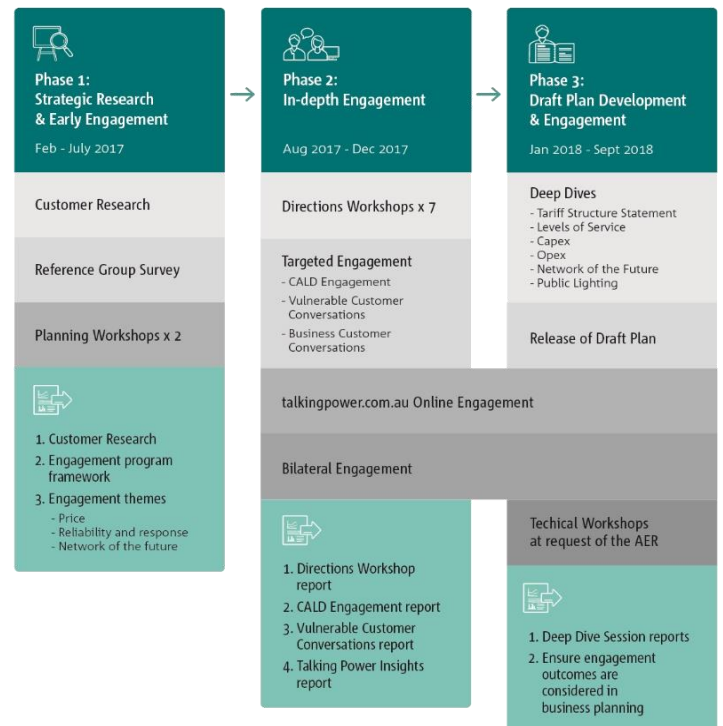 Phase 1:
Strategic Research
& Early Engagement
Feb - July 2017
Customer Research
Reference Group Survey
Planning Workshops x 2
1. Customer Research
2. Engagement program
framework
3. Engagement themes
- Price
- Reliability and response
- Network of the future
Phase 2:
In-depth Engagement
Aug 2017 - Dec 2017
Directions Workshops x 7
Targeted Engagement
- CALD Engagement
- Vulnerable Customer
Conversations
- Business Customer
Conversations
talkingpower.com.au Online Engagement
Bilateral Engagement
1. Directions Workshop
report
2. CALD Engagement report
3. Vulnerable Customer
Conversations report
4. Talking Power Insights
report
Phase 3:
Draft Plan Development
& Engagement
Jan 2018 - Sept 2018
Deep Dives
- Tariff Structure Statement
- Levels of Service
- Capex
- Opex
- Network of the Future
- Public Lighting
Release of Draft Plan
Techical Workshops
at request of the AER
1. Deep Dive Session reports
2. Ensure engagement
outcomes are
considered in
business planning